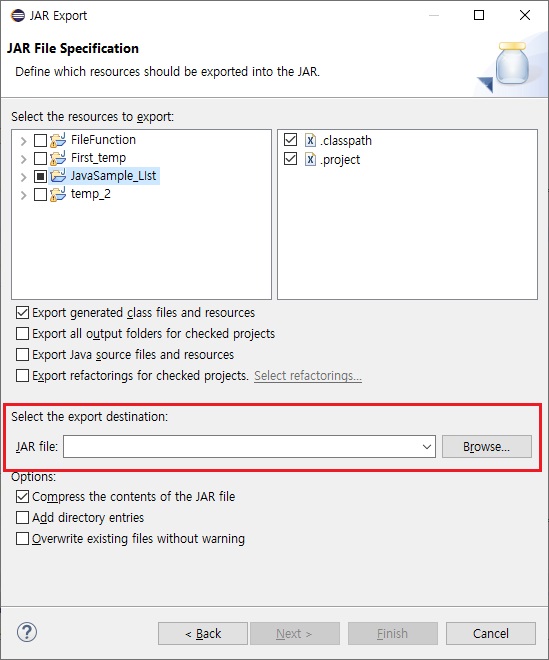 JAR Export
JAR File Specification
Define which resources should be exported into the JAR.
Select the resources to export:
FileFunction
First_temp
JavaSample_LIst
temp_2
.classpath
.project
Export generated class files and resources
Export all output folders for checked projects
Export Java source files and resources
Export refactorings for checked projects. Select refactorings...
Select the export destination:
JAR file: Browse...
Options:
Compress the contents of the JAR file
Add directory entries
Overwrite existing files without warning
< Back Next > Finish Cancel